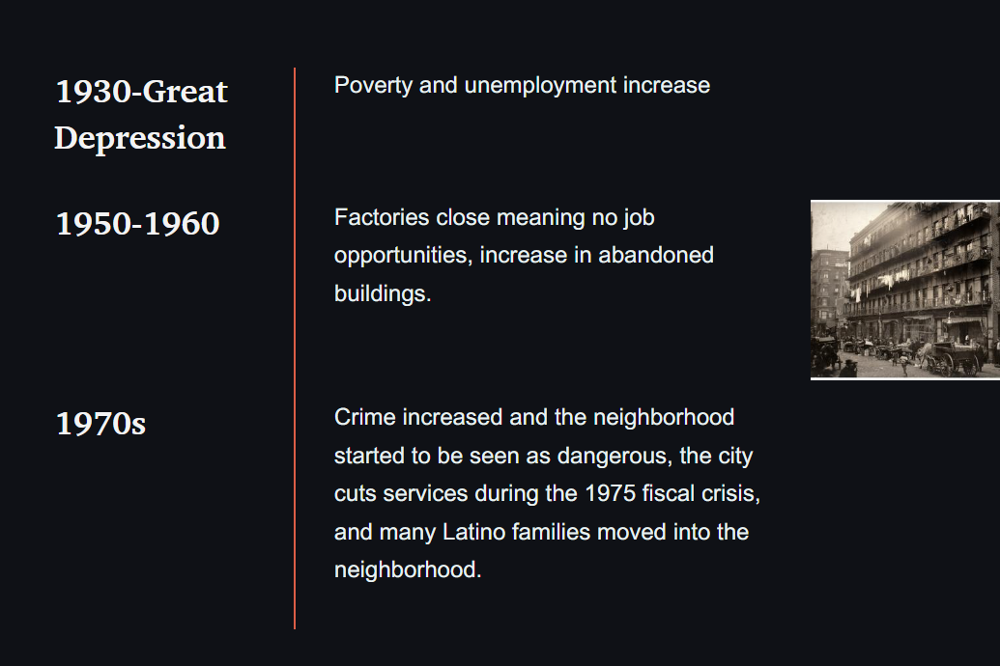 1930-Great
Depression
Poverty and unemployment increase
1950-1960
Factories close meaning no job
opportunities, increase in abandoned
buildings.
1970s
Crime increased and the neighborhood
started to be seen as dangerous, the city
cuts services during the 1975 fiscal crisis,
and many Latino families moved into the
neighborhood.